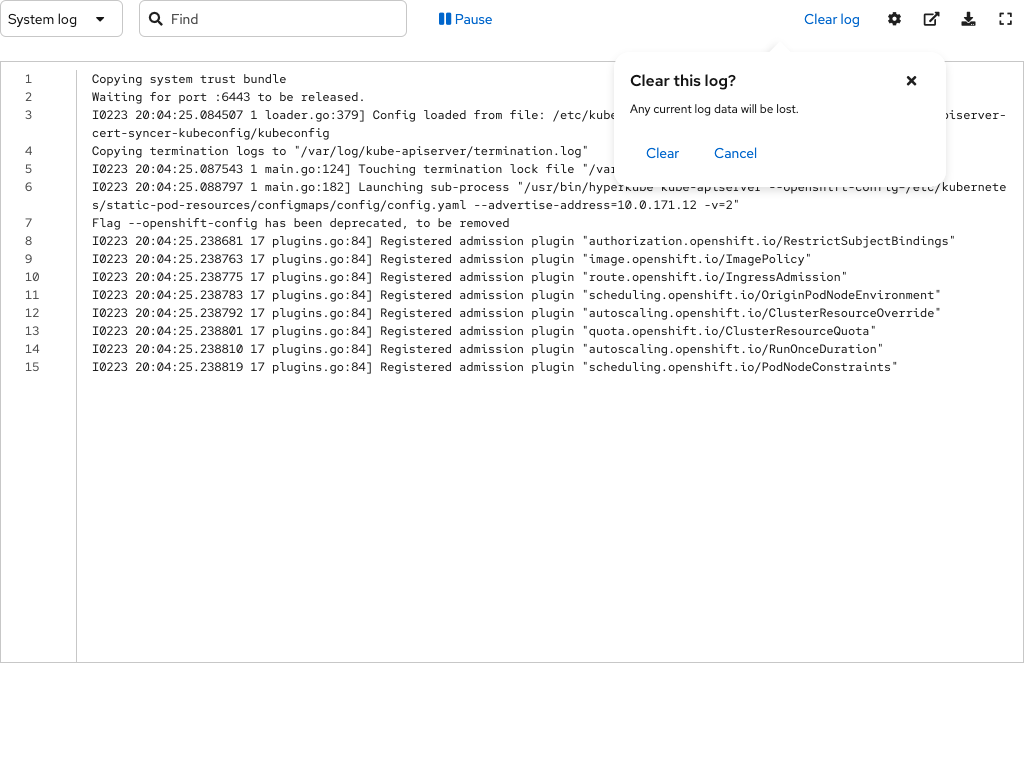 System log
Find
Pause
Clear log
Clear this log?
Any current log data will be lost.
Clear
Cancel
1 Copying system trust bundle
2 Waiting for port :6443 to be released.
3 I0223 20:04:25.084507 1 loader.go:379] Config loaded from file: /etc/kube
cert-syncer-kubeconfig/kubeconfig
4 Copying termination logs to "/var/log/kube-apiserver/termination.log"
5 I0223 20:04:25.087543 1 main.go:124] Touching termination lock file "/var
6 I0223 20:04:25.088797 1 main.go:182] Launching sub-process "/usr/bin/hyperkube kube-apiserver --openshift-config=/etc/kubernete
s/static-pod-resources/configmaps/config/config.yaml --advertise-address=10.0.171.12 -v=2"
7 Flag --openshift-config has been deprecated, to be removed
8 I0223 20:04:25.238681 17 plugins.go:84] Registered admission plugin "authorization.openshift.io/RestrictSubjectBindings"
9 I0223 20:04:25.238763 17 plugins.go:84] Registered admission plugin "image.openshift.io/ImagePolicy"
10 I0223 20:04:25.238775 17 plugins.go:84] Registered admission plugin "route.openshift.io/IngressAdmission"
11 I0223 20:04:25.238783 17 plugins.go:84] Registered admission plugin "scheduling.openshift.io/OriginPodNodeEnvironment"
12 I0223 20:04:25.238792 17 plugins.go:84] Registered admission plugin "autoscaling.openshift.io/ClusterResourceOverride"
13 I0223 20:04:25.238801 17 plugins.go:84] Registered admission plugin "quota.openshift.io/ClusterResourceQuota"
14 I0223 20:04:25.238810 17 plugins.go:84] Registered admission plugin "autoscaling.openshift.io/RunOnceDuration"
15 I0223 20:04:25.238819 17 plugins.go:84] Registered admission plugin "scheduling.openshift.io/PodNodeConstraints"